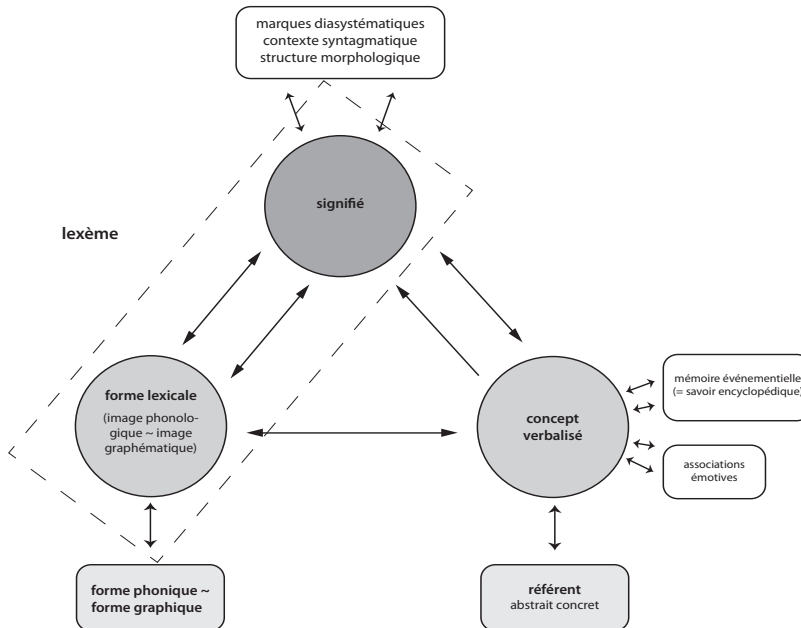 marques diasystématiques
contexte syntagmatique
structure morphologique
signifié
lexème
forme lexicale
(image phonolo-
gique ~ image
graphématique)
concept
verbalisé
mémoire événementielle
(= savoir encyclopédique)
associations
émotives
forme phonique ~
forme graphique
référent
abstrait concret